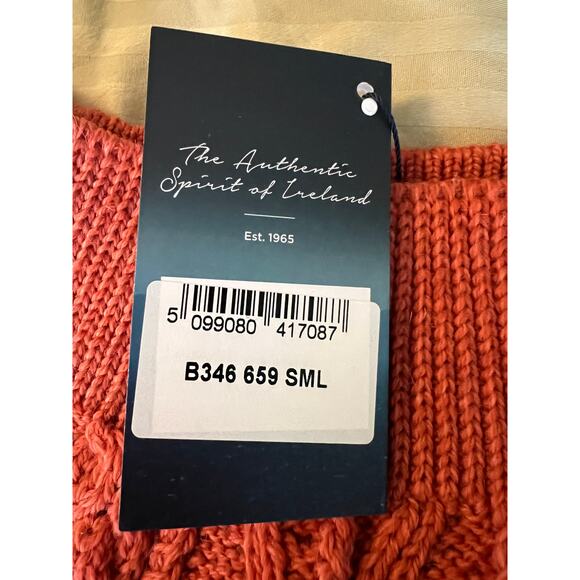 The Authentic
Spirit of Ireland
Est. 1965
5 099080 417087
B346 659 SML